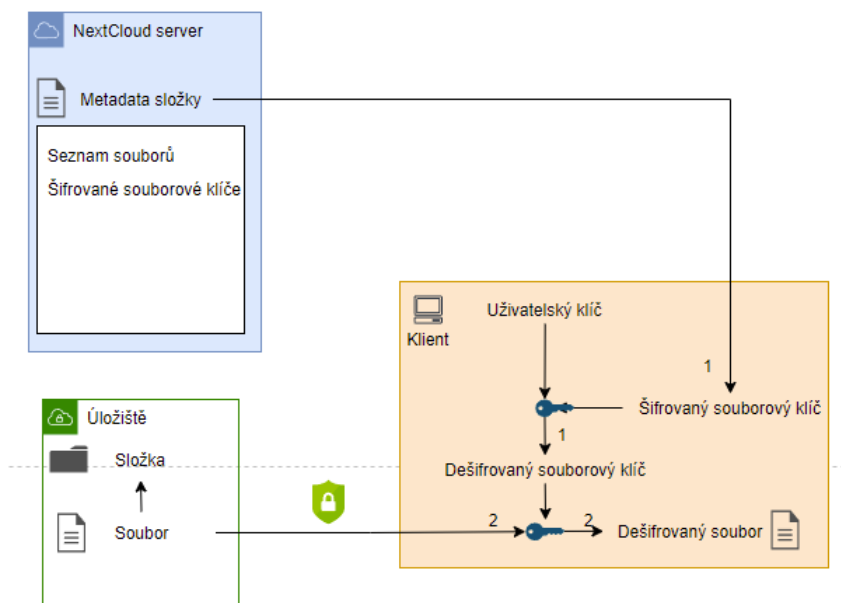 NextCloud server
Metadata složky
Seznam souborů
Šifrované souborové klíče
Uživatelský klíč
Klient
1
Šifrovaný souborový klíč
1
Úložiště
Složka
Dešifrovaný souborový klíč
Soubor
2
2
Dešifrovaný soubor